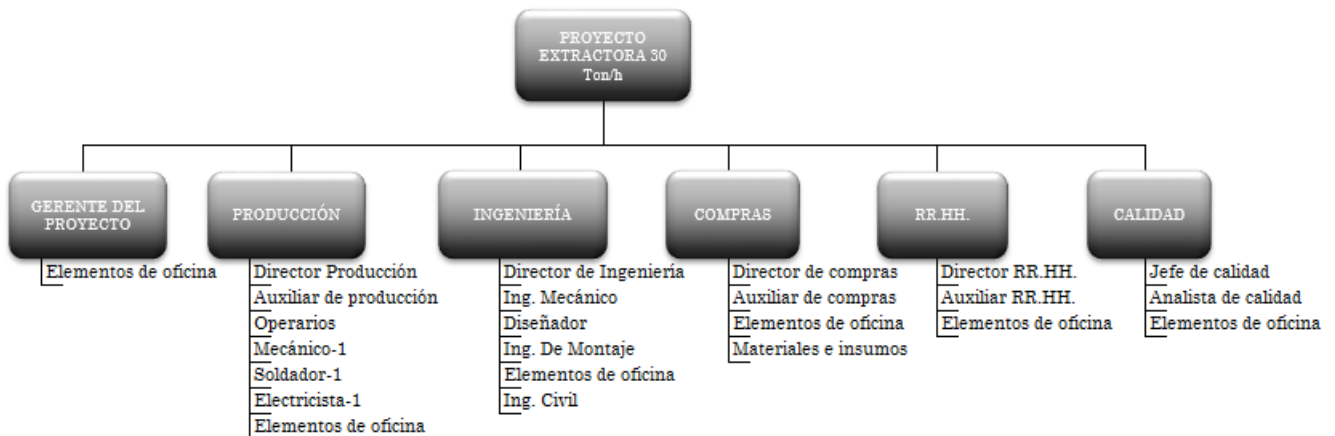 PROYECTO
EXTRACTORA 30
Ton/h
GERENTE DEL
PROYECTO
Elementos de oficina
PRODUCCIÓN
Director Producción
Auxiliar de producción
Operarios
Mecánico-1
Soldador-1
Electricista-1
Elementos de oficina
INGENIERÍA
Director de Ingeniería
Ing. Mecánico
Diseñador
Ing. De Montaje
Elementos de oficina
Ing. Civil
COMPRAS
Director de compras
Auxiliar de compras
Elementos de oficina
Materiales e insumos
RR.HH.
Director RR.HH.
Auxiliar RR.HH.
Elementos de oficina
CALIDAD
Jefe de calidad
Analista de calidad
Elementos de oficina